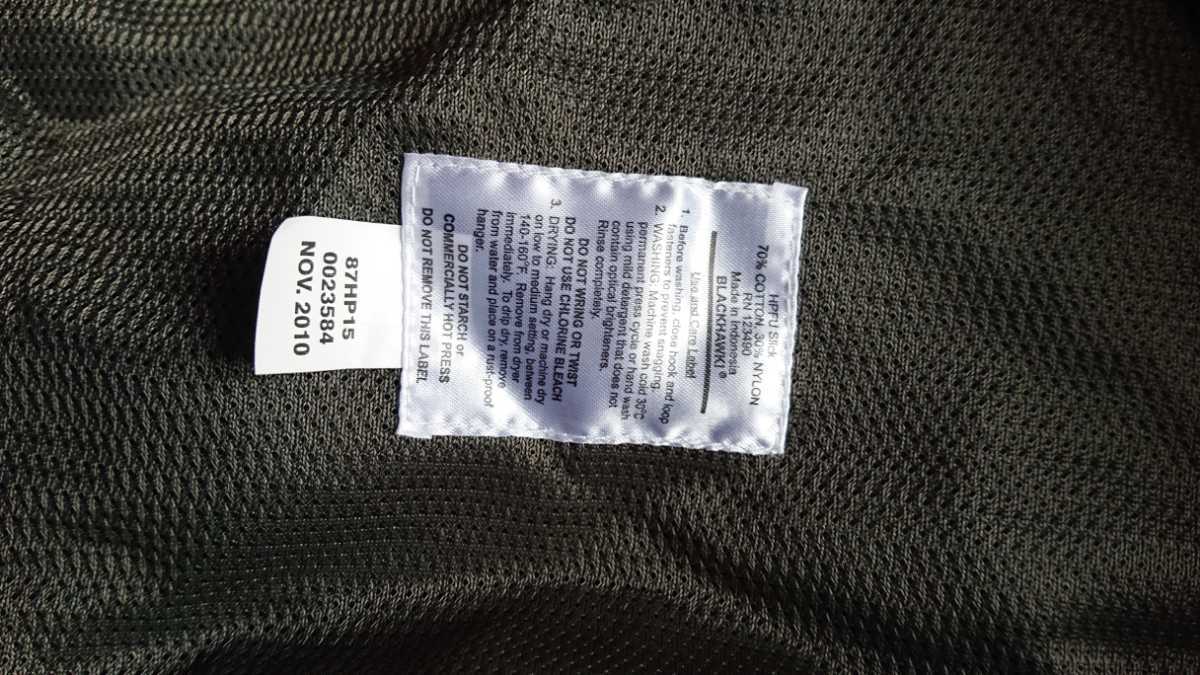 HPFU Slick
70% COTTON, 30% NYLON
RN 123490
Made in Indonesia
BLACKHAWK!®
Use and Care Label
1. Before washing, close hook and loop
fasteners to prevent snagging.
2. WASHING: Machine wash cold 30°C
permanent press cycle or hand wash
using mild detergent that does not
contain optical brighteners.
Rinse completely.
DO NOT WRING OR TWIST
DO NOT USE CHLORINE BLEACH
3. DRYING: Hang dry or machine dry
on low to medium setting, between
140-160°F. Remove from dryer
immediately. To drip dry, remove
from water and place on a rust-proof
hanger.
DO NOT STARCH or
COMMERCIALLY HOT PRESS
DO NOT REMOVE THIS LABEL
87HP15
0023584
NOV. 2010